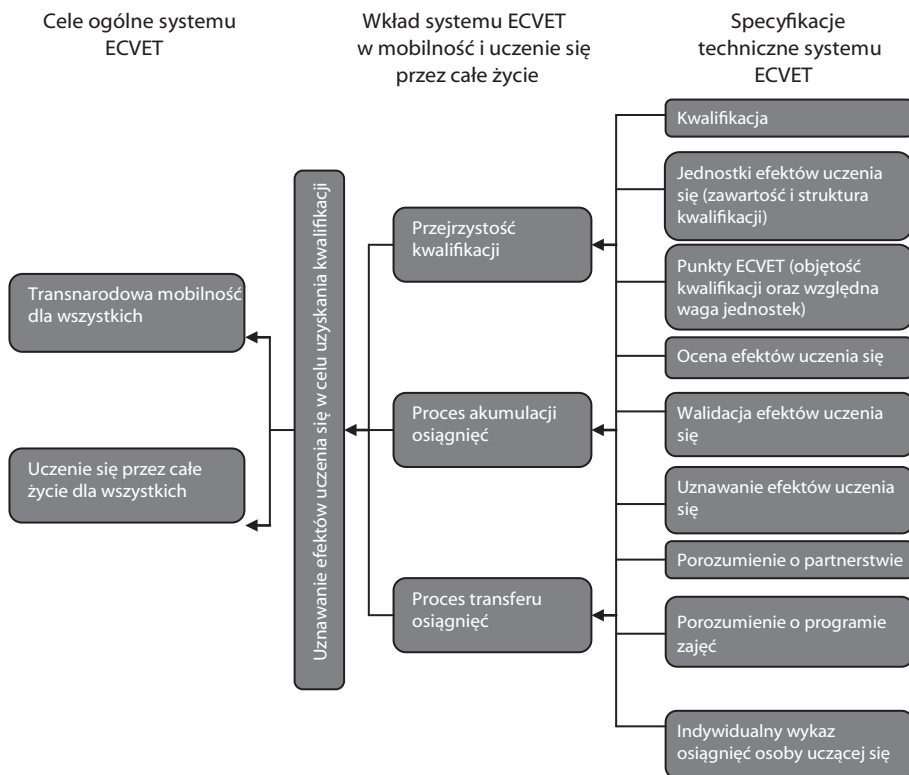 Cele ogólne systemu
ECVET
Wkład systemu ECVET
w mobilność i uczenie się
przez całe życie
Specyfikacje
techniczne systemu
ECVET
Transnarodowa mobilność
dla wszystkich
Uczenie się przez całe
życie dla wszystkich
Uznawanie efektów uczenia się w celu uzyskania kwalifikacji
Przejrzystość
kwalifikacji
Proces akumulacji
osiągnięć
Proces transferu
osiągnięć
Kwalifikacja
Jednostki efektów uczenia
się (zawartość i struktura
kwalifikacji)
Punkty ECVET (objętość
kwalifikacji oraz względna
waga jednostek)
Ocena efektów uczenia się
Walidacja efektów uczenia
się
Uznawanie efektów uczenia
się
Porozumienie o partnerstwie
Porozumienie o programie
zajęć
Indywidualny wykaz
osiągnięć osoby uczącej się